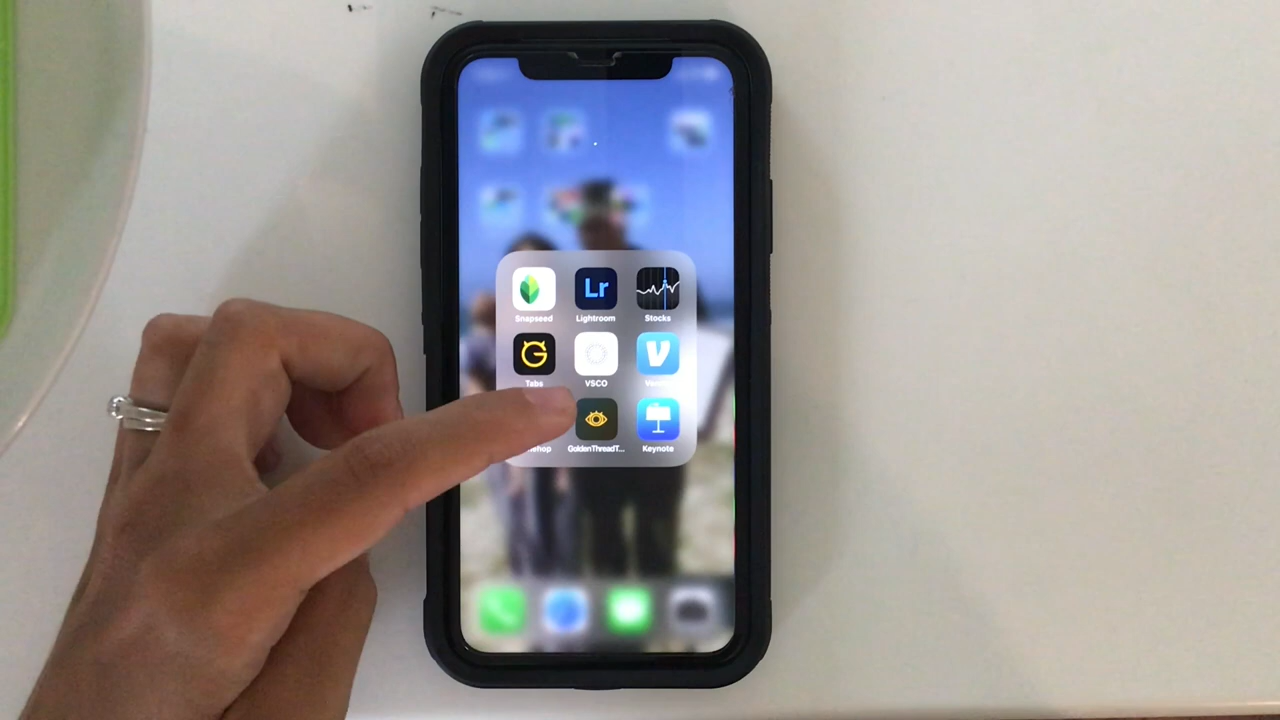 Snapseed Lightroom Stocks
Lr
Tabs VSCO
GoldenThreadT... Keynote